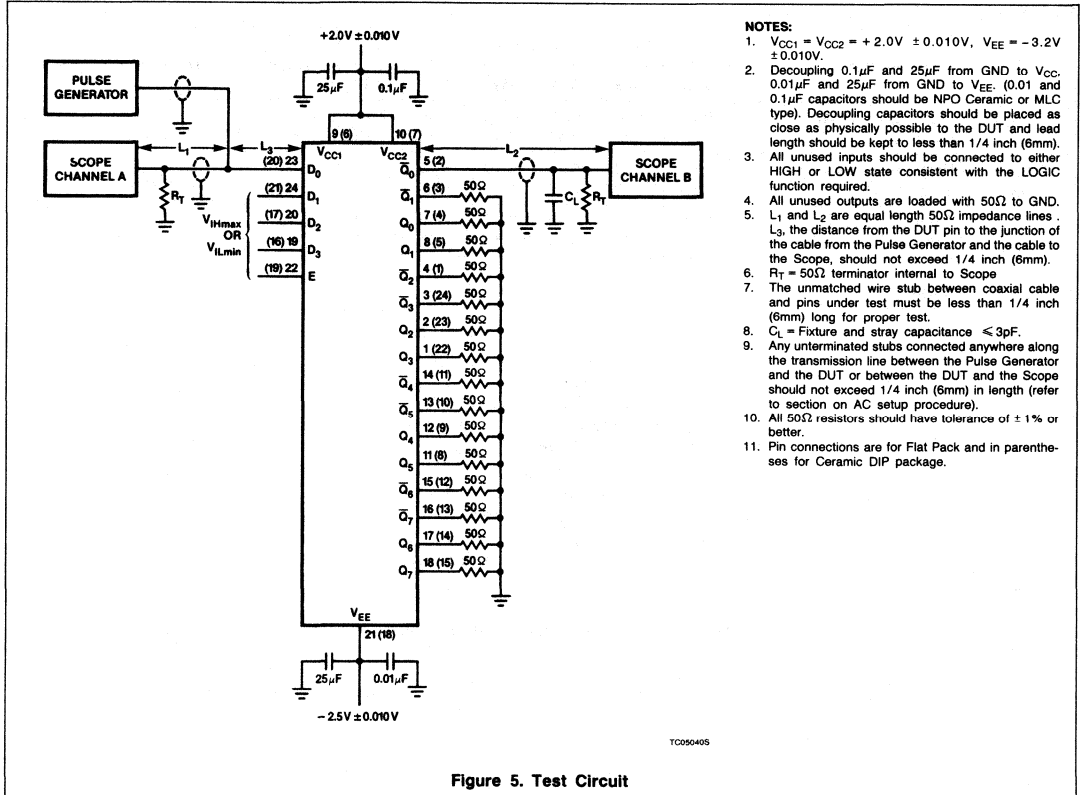 +2.0V ±0.010V
25μF
0.1μF
PULSE
GENERATOR
SCOPE
CHANNEL A
L₁
L₃
R_T
9 (6)
10 (7)
V_CC1
V_CC2
(20) 23
D₀
(21) 24
D₁
(17) 20
D₂
(16) 19
D₃
(19) 22
E
V_IHmax
OR
V_ILmin
5 (2)
Q̅₀
L₂
SCOPE
CHANNEL B
C_L
R_T
Q̅₁ 6 (3) 50Ω
Q₀ 7 (4) 50Ω
Q₁ 8 (5) 50Ω
Q̅₂ 4 (1) 50Ω
Q̅₃ 3 (24) 50Ω
Q₂ 2 (23) 50Ω
Q₃ 1 (22) 50Ω
Q̅₄ 14 (11) 50Ω
Q̅₅ 13 (10) 50Ω
Q₄ 12 (9) 50Ω
Q₅ 11 (8) 50Ω
Q̅₆ 15 (12) 50Ω
Q̅₇ 16 (13) 50Ω
Q₆ 17 (14) 50Ω
Q₇ 18 (15) 50Ω
V_EE
21 (18)
25μF
0.01μF
– 2.5V ±0.010V
TC05040S
NOTES:
1. V_CC1 = V_CC2 = + 2.0V ±0.010V, V_EE = –3.2V
±0.010V.
2. Decoupling 0.1μF and 25μF from GND to V_CC,
0.01μF and 25μF from GND to V_EE. (0.01 and
0.1μF capacitors should be NPO Ceramic or MLC
type). Decoupling capacitors should be placed as
close as physically possible to the DUT and lead
length should be kept to less than 1/4 inch (6mm).
3. All unused inputs should be connected to either
HIGH or LOW state consistent with the LOGIC
function required.
4. All unused outputs are loaded with 50Ω to GND.
5. L₁ and L₂ are equal length 50Ω impedance lines .
L₃, the distance from the DUT pin to the junction of
the cable from the Pulse Generator and the cable to
the Scope, should not exceed 1/4 inch (6mm).
6. R_T = 50Ω terminator internal to Scope
7. The unmatched wire stub between coaxial cable
and pins under test must be less than 1/4 inch
(6mm) long for proper test.
8. C_L = Fixture and stray capacitance ⩽ 3pF.
9. Any unterminated stubs connected anywhere along
the transmission line between the Pulse Generator
and the DUT or between the DUT and the Scope
should not exceed 1/4 inch (6mm) in length (refer
to section on AC setup procedure).
10. All 50Ω resistors should have tolerance of ± 1% or
better.
11. Pin connections are for Flat Pack and in parenthe-
ses for Ceramic DIP package.
Figure 5. Test Circuit